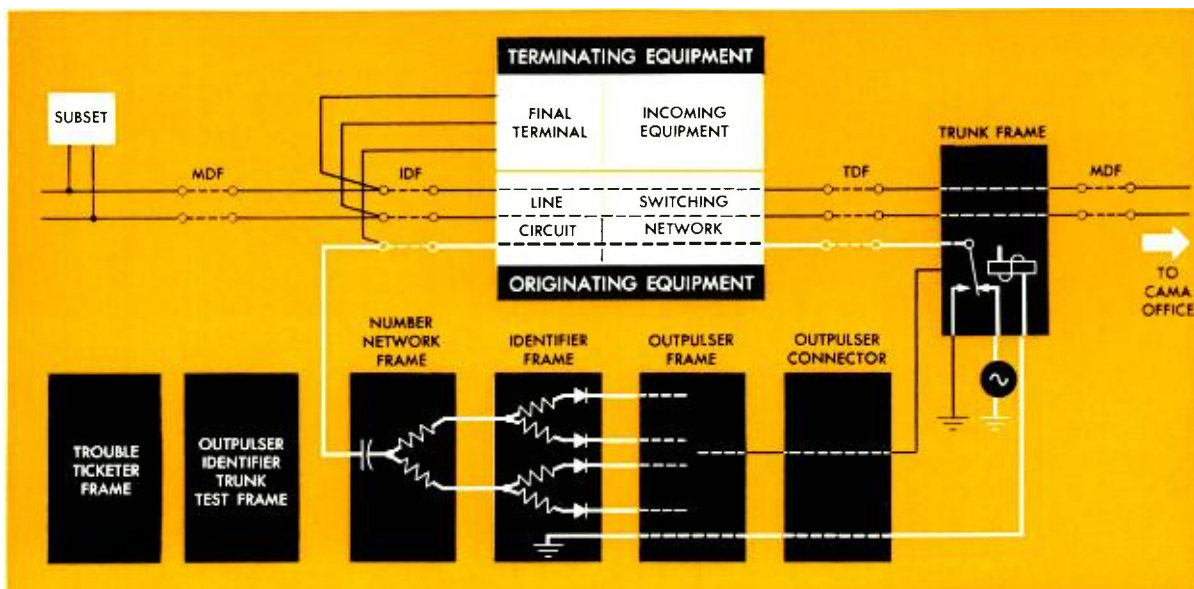 TERMINATING EQUIPMENT
SUBSET
FINAL
TERMINAL
INCOMING
EQUIPMENT
TRUNK FRAME
MDF
IDF
TDF
MDF
LINE
CIRCUIT
SWITCHING
NETWORK
ORIGINATING EQUIPMENT
TO
CAMA
OFFICE
NUMBER
NETWORK
FRAME
IDENTIFIER
FRAME
OUTPULSER
FRAME
OUTPULSER
CONNECTOR
TROUBLE
TICKETER
FRAME
OUTPULSER
IDENTIFIER
TRUNK
TEST FRAME